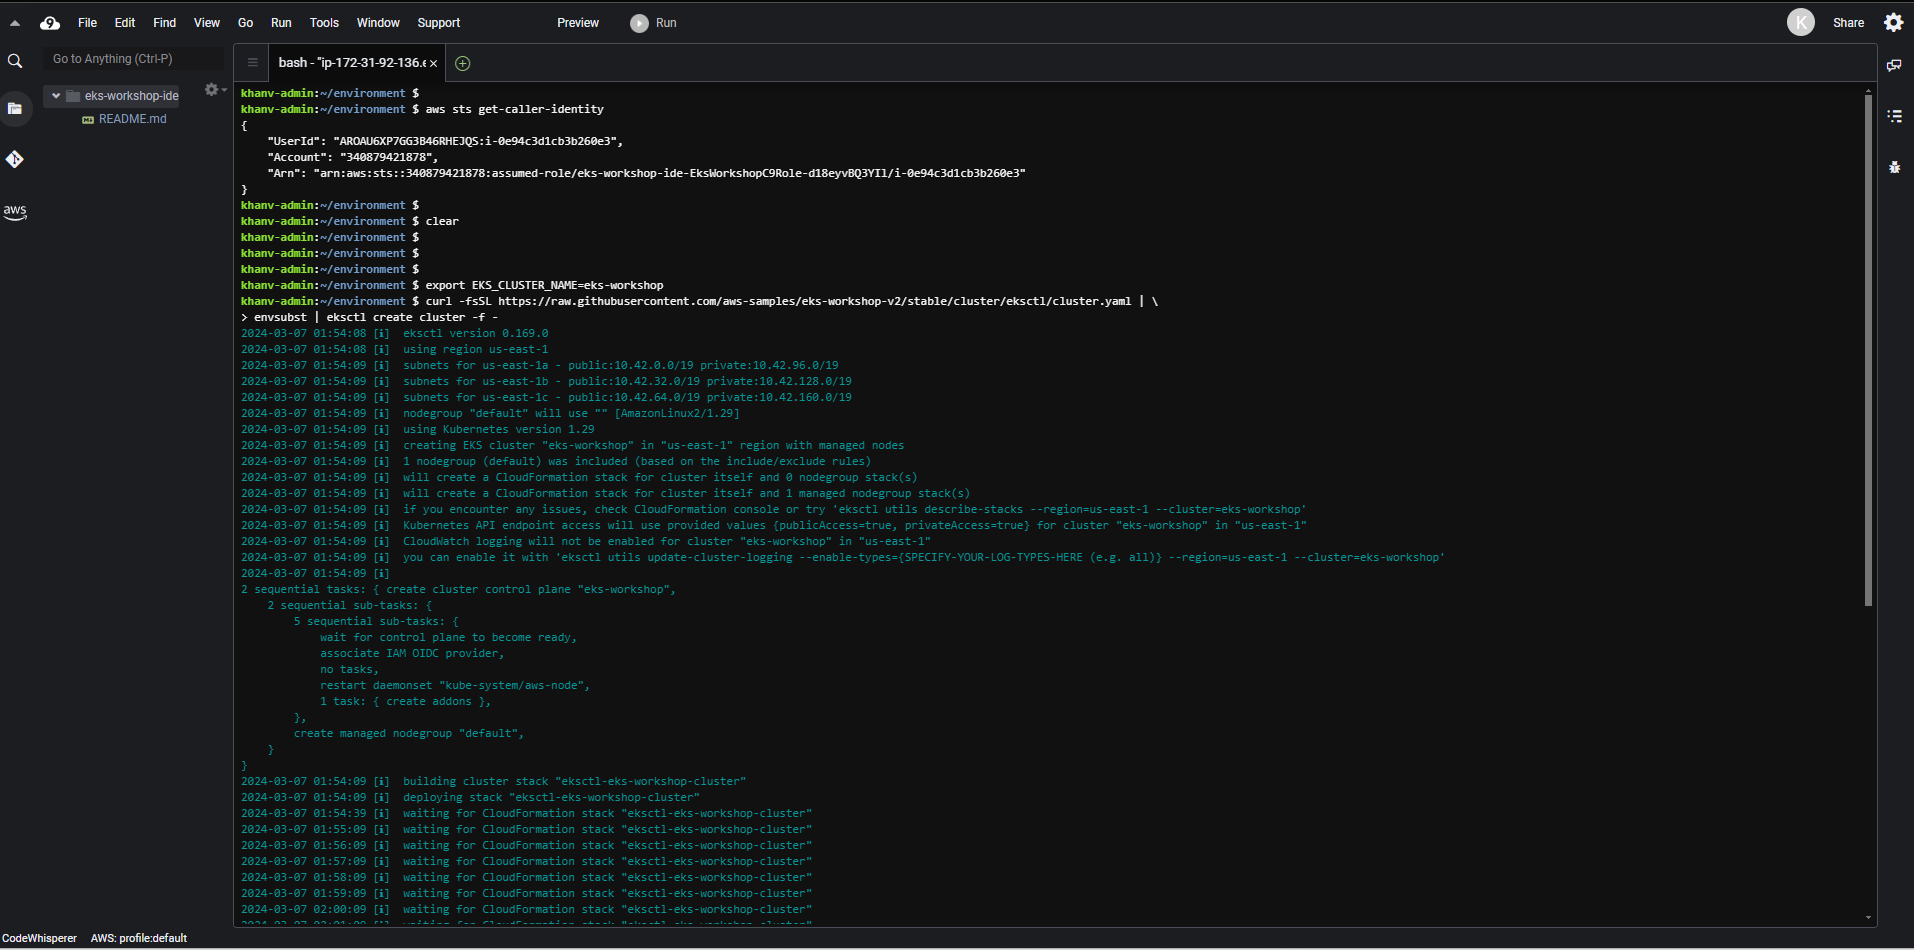 File Edit Find View Go Run Tools Window Support Preview Run K Share
Go to Anything (Ctrl-P)
bash - "ip-172-31-92-136.e
eks-workshop-ide
README.md
aws
khanv-admin:~/environment $
khanv-admin:~/environment $ aws sts get-caller-identity
{
    "UserId": "AROAU6XP7GG3B46RHEJQS:i-0e94c3d1cb3b260e3",
    "Account": "340879421878",
    "Arn": "arn:aws:sts::340879421878:assumed-role/eks-workshop-ide-EksWorkshopC9Role-d18eyvBQ3YIl/i-0e94c3d1cb3b260e3"
}
khanv-admin:~/environment $
khanv-admin:~/environment $ clear
khanv-admin:~/environment $
khanv-admin:~/environment $
khanv-admin:~/environment $
khanv-admin:~/environment $ export EKS_CLUSTER_NAME=eks-workshop
khanv-admin:~/environment $ curl -fsSL https://raw.githubusercontent.com/aws-samples/eks-workshop-v2/stable/cluster/eksctl/cluster.yaml | \
> envsubst | eksctl create cluster -f -
2024-03-07 01:54:08 [ℹ]  eksctl version 0.169.0
2024-03-07 01:54:08 [ℹ]  using region us-east-1
2024-03-07 01:54:09 [ℹ]  subnets for us-east-1a - public:10.42.0.0/19 private:10.42.96.0/19
2024-03-07 01:54:09 [ℹ]  subnets for us-east-1b - public:10.42.32.0/19 private:10.42.128.0/19
2024-03-07 01:54:09 [ℹ]  subnets for us-east-1c - public:10.42.64.0/19 private:10.42.160.0/19
2024-03-07 01:54:09 [ℹ]  nodegroup "default" will use "" [AmazonLinux2/1.29]
2024-03-07 01:54:09 [ℹ]  using Kubernetes version 1.29
2024-03-07 01:54:09 [ℹ]  creating EKS cluster "eks-workshop" in "us-east-1" region with managed nodes
2024-03-07 01:54:09 [ℹ]  1 nodegroup (default) was included (based on the include/exclude rules)
2024-03-07 01:54:09 [ℹ]  will create a CloudFormation stack for cluster itself and 0 nodegroup stack(s)
2024-03-07 01:54:09 [ℹ]  will create a CloudFormation stack for cluster itself and 1 managed nodegroup stack(s)
2024-03-07 01:54:09 [ℹ]  if you encounter any issues, check CloudFormation console or try 'eksctl utils describe-stacks --region=us-east-1 --cluster=eks-workshop'
2024-03-07 01:54:09 [ℹ]  Kubernetes API endpoint access will use provided values {publicAccess=true, privateAccess=true} for cluster "eks-workshop" in "us-east-1"
2024-03-07 01:54:09 [ℹ]  CloudWatch logging will not be enabled for cluster "eks-workshop" in "us-east-1"
2024-03-07 01:54:09 [ℹ]  you can enable it with 'eksctl utils update-cluster-logging --enable-types={SPECIFY-YOUR-LOG-TYPES-HERE (e.g. all)} --region=us-east-1 --cluster=eks-workshop'
2024-03-07 01:54:09 [ℹ]
2 sequential tasks: { create cluster control plane "eks-workshop",
    2 sequential sub-tasks: {
        5 sequential sub-tasks: {
            wait for control plane to become ready,
            associate IAM OIDC provider,
            no tasks,
            restart daemonset "kube-system/aws-node",
            1 task: { create addons },
        },
        create managed nodegroup "default",
    }
}
2024-03-07 01:54:09 [ℹ]  building cluster stack "eksctl-eks-workshop-cluster"
2024-03-07 01:54:09 [ℹ]  deploying stack "eksctl-eks-workshop-cluster"
2024-03-07 01:54:39 [ℹ]  waiting for CloudFormation stack "eksctl-eks-workshop-cluster"
2024-03-07 01:55:09 [ℹ]  waiting for CloudFormation stack "eksctl-eks-workshop-cluster"
2024-03-07 01:56:09 [ℹ]  waiting for CloudFormation stack "eksctl-eks-workshop-cluster"
2024-03-07 01:57:09 [ℹ]  waiting for CloudFormation stack "eksctl-eks-workshop-cluster"
2024-03-07 01:58:09 [ℹ]  waiting for CloudFormation stack "eksctl-eks-workshop-cluster"
2024-03-07 01:59:09 [ℹ]  waiting for CloudFormation stack "eksctl-eks-workshop-cluster"
2024-03-07 02:00:09 [ℹ]  waiting for CloudFormation stack "eksctl-eks-workshop-cluster"
CodeWhisperer AWS: profile:default